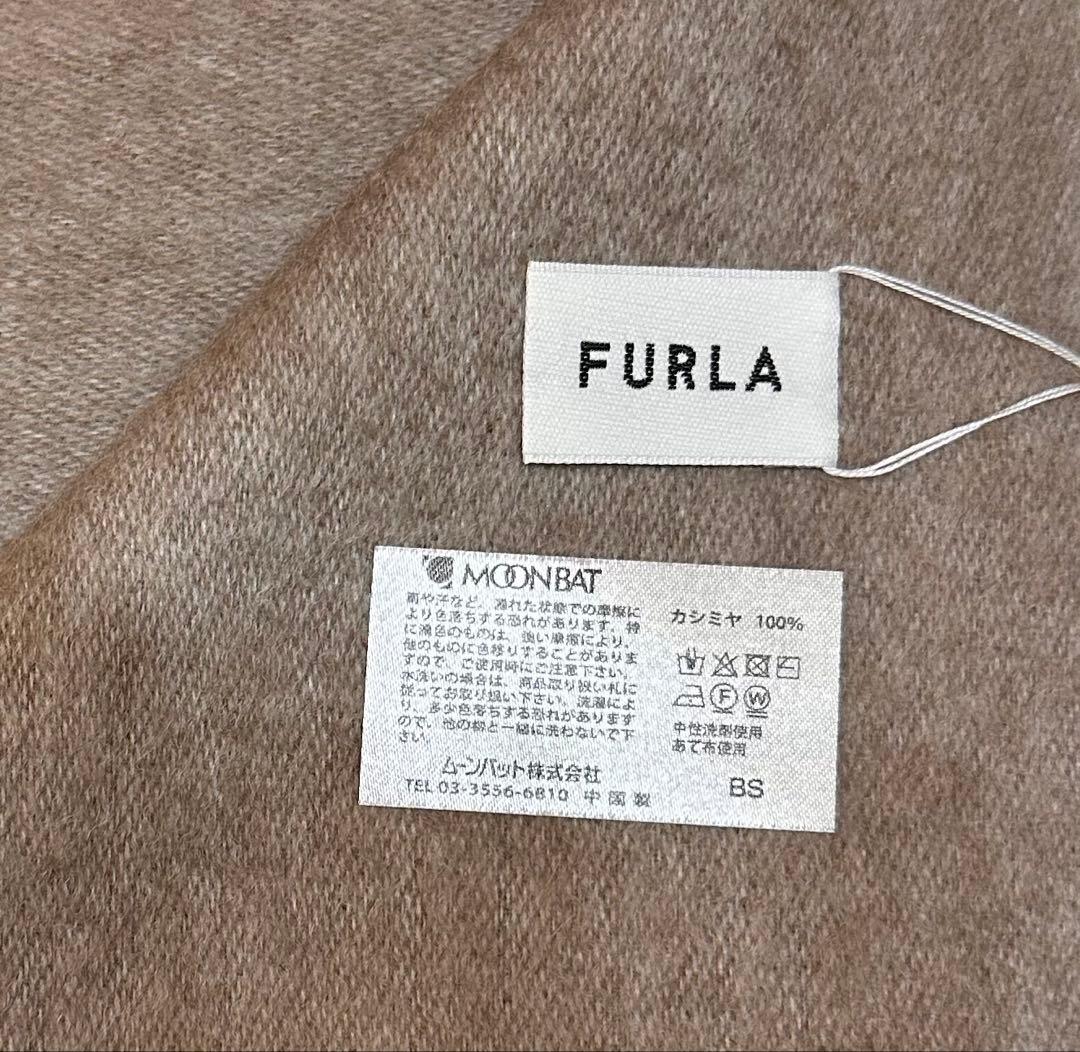 FURLA
MOONBAT
雨や汗など、濡れた状態での摩擦に
より色落ちする恐れがあります。特
に濃色のものは、強い摩擦により、
他のものに色移りすることがありま
すので、ご使用時にご注意下さい。
水洗いの場合は、商品取り扱い札に
従ってお取り扱い下さい。洗濯によ
り、多少色落ちする恐れがあります
ので、他の物と一緒に洗わないで下
さい。
ムーンバット株式会社
TEL 03-3556-6810 中国製
カシミヤ 100%
F W
中性洗剤使用
あて布使用
BS